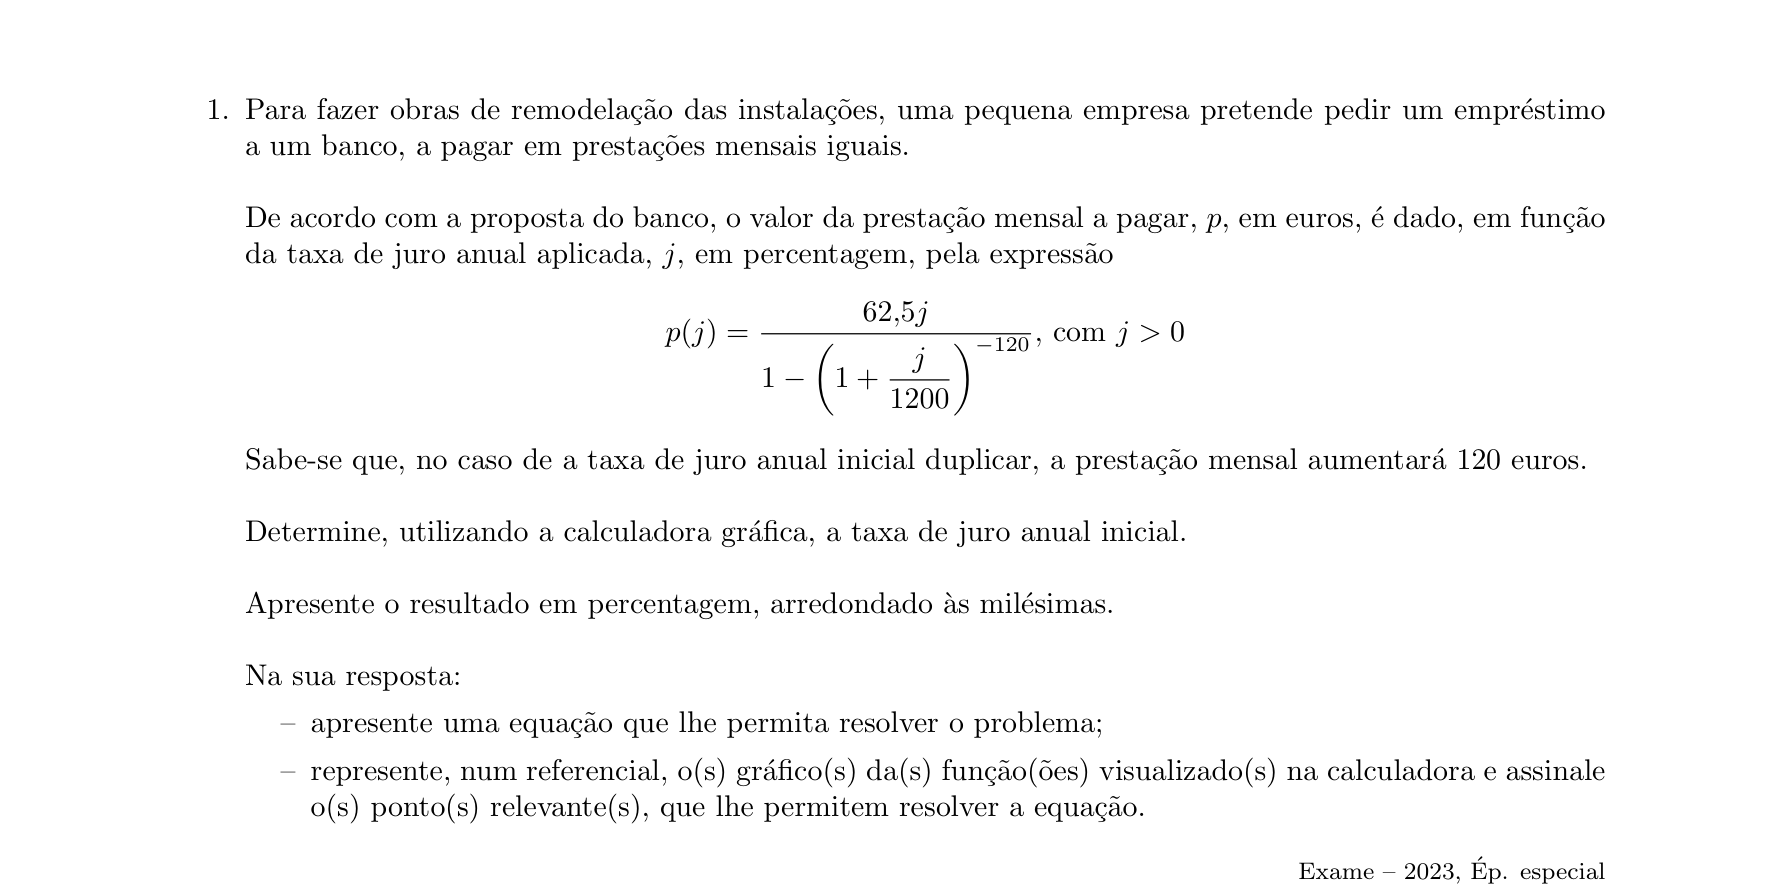 1. Para fazer obras de remodelação das instalações, uma pequena empresa pretende pedir um empréstimo
a um banco, a pagar em prestações mensais iguais.
De acordo com a proposta do banco, o valor da prestação mensal a pagar, p, em euros, é dado, em função
da taxa de juro anual aplicada, j, em percentagem, pela expressão
p(j) = \frac{62,5j}{1 - \left(1 + \frac{j}{1200}\right)^{-120}}, com j > 0
Sabe-se que, no caso de a taxa de juro anual inicial duplicar, a prestação mensal aumentará 120 euros.
Determine, utilizando a calculadora gráfica, a taxa de juro anual inicial.
Apresente o resultado em percentagem, arredondado às milésimas.
Na sua resposta:
– apresente uma equação que lhe permita resolver o problema;
– represente, num referencial, o(s) gráfico(s) da(s) função(ões) visualizado(s) na calculadora e assinale
o(s) ponto(s) relevante(s), que lhe permitem resolver a equação.
Exame – 2023, Ép. especial